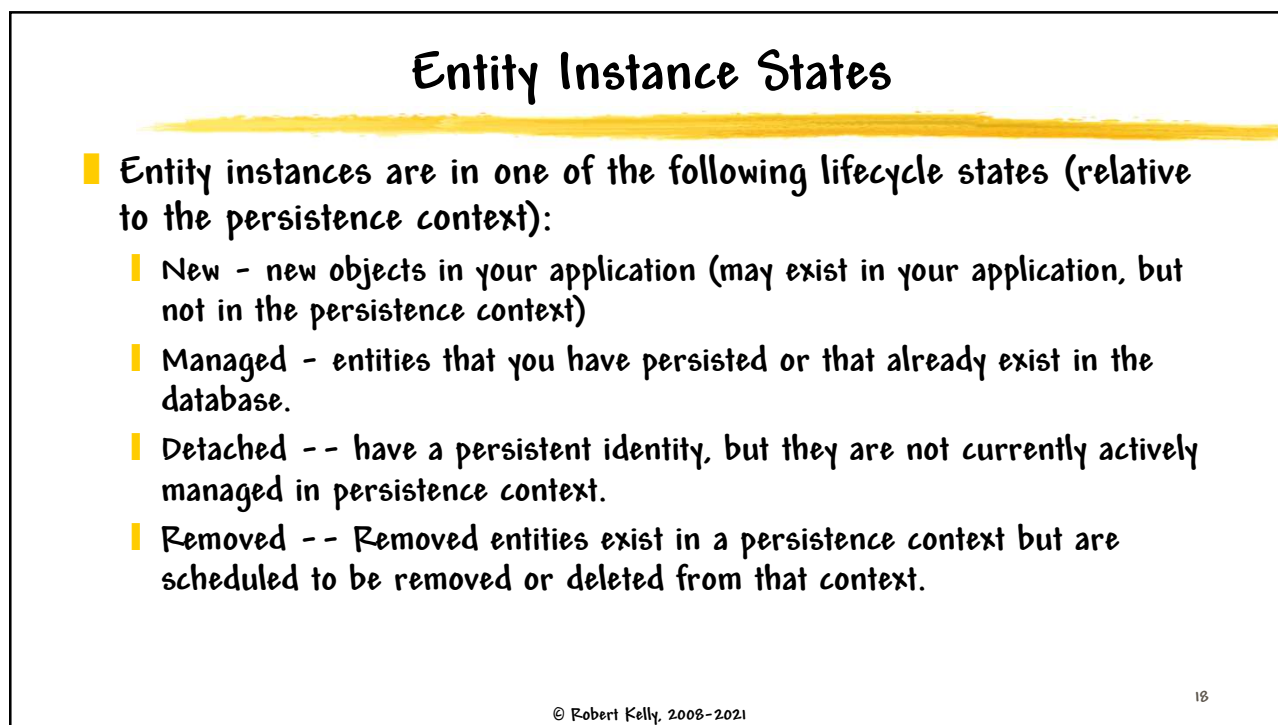 Entity Instance States
Entity instances are in one of the following lifecycle states (relative
to the persistence context):
New - new objects in your application (may exist in your application, but
not in the persistence context)
Managed - entities that you have persisted or that already exist in the
database.
Detached -- have a persistent identity, but they are not currently actively
managed in persistence context.
Removed -- Removed entities exist in a persistence context but are
scheduled to be removed or deleted from that context.
18
© Robert Kelly, 2008-2021